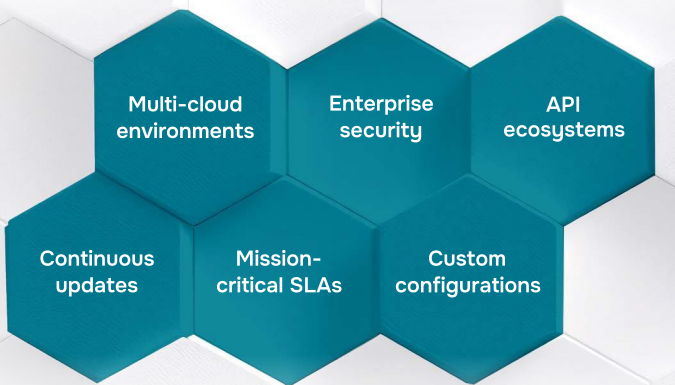 Multi-cloud
environments
Enterprise
security
API
ecosystems
Continuous
updates
Mission-
critical SLAs
Custom
configurations